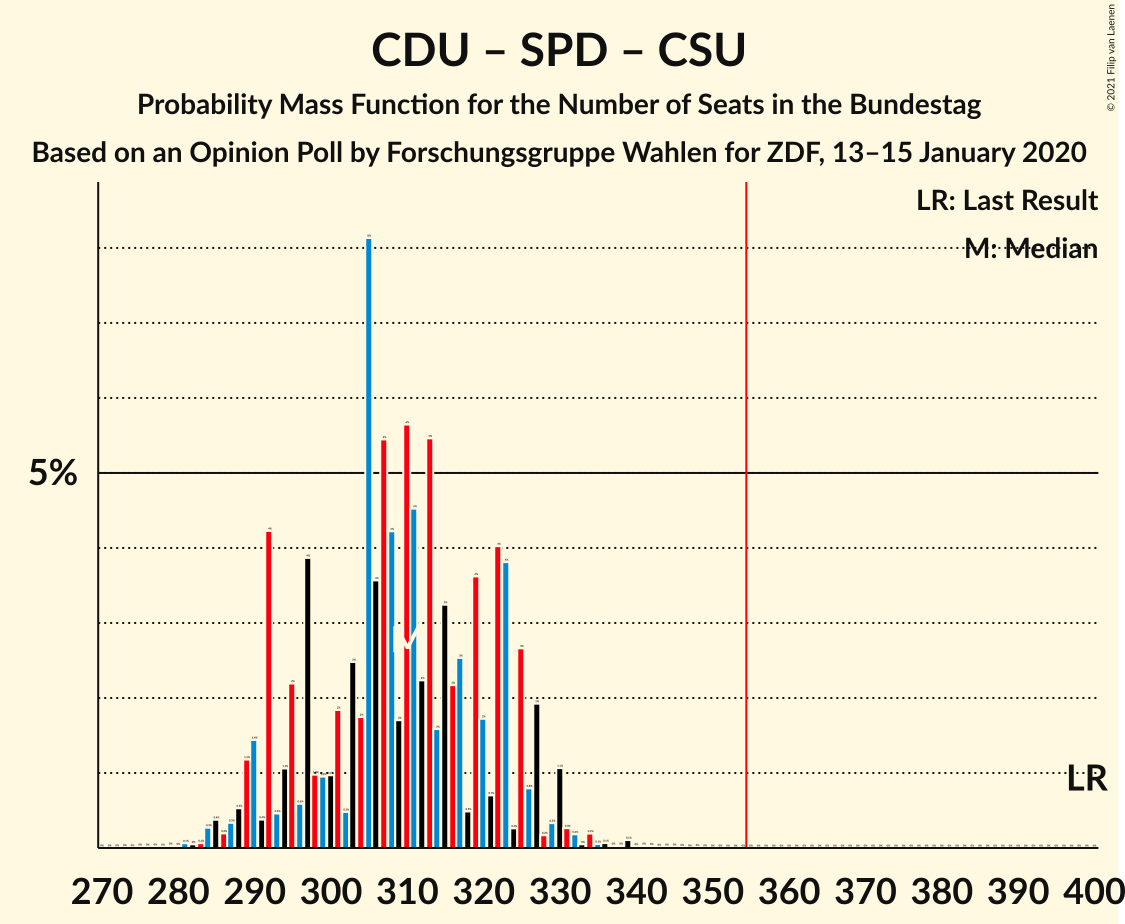 CDU – SPD – CSU
Probability Mass Function for the Number of Seats in the Bundestag
Based on an Opinion Poll by Forschungsgruppe Wahlen for ZDF, 13–15 January 2020
© 2021 Filip van Laenen
LR: Last Result
M: Median
5%
M
LR
270 280 290 300 310 320 330 340 350 360 370 380 390 400